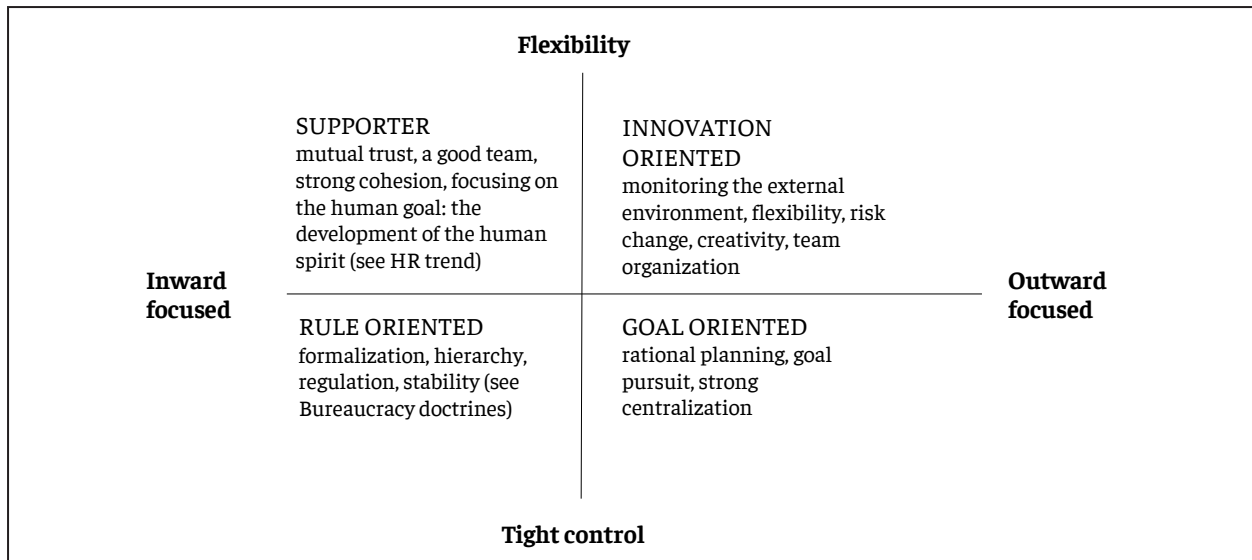 Flexibility
SUPPORTER
mutual trust, a good team,
strong cohesion, focusing on
the human goal: the
development of the human
spirit (see HR trend)
INNOVATION
ORIENTED
monitoring the external
environment, flexibility, risk
change, creativity, team
organization
Inward
focused
Outward
focused
RULE ORIENTED
formalization, hierarchy,
regulation, stability (see
Bureaucracy doctrines)
GOAL ORIENTED
rational planning, goal
pursuit, strong
centralization
Tight control